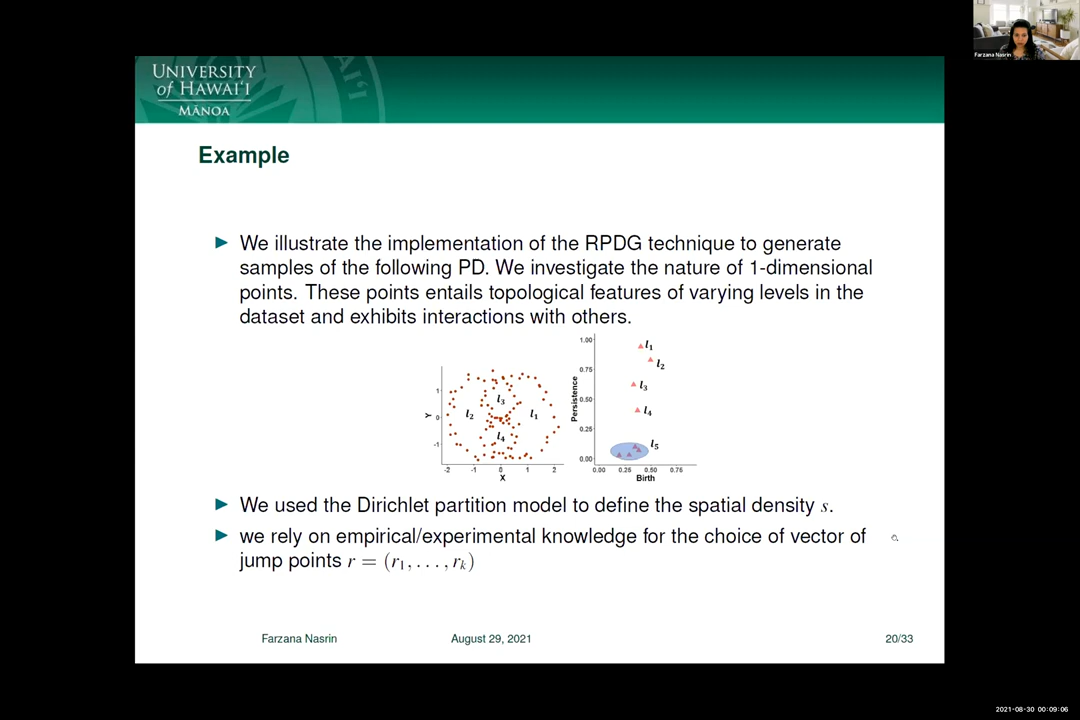 Farzana Nasrin
UNIVERSITY
of HAWAIʻI
MĀNOA
Example
We illustrate the implementation of the RPDG technique to generate
samples of the following PD. We investigate the nature of 1-dimensional
points. These points entails topological features of varying levels in the
dataset and exhibits interactions with others.
1
0
-1
Y
-2 -1 0 1 2
X
l3
l2 l1
l4
1.00
0.75
0.50
0.25
0.00
Persistence
0.00 0.25 0.50 0.75
Birth
l1
l2
l3
l4
l5
We used the Dirichlet partition model to define the spatial density s.
we rely on empirical/experimental knowledge for the choice of vector of
jump points r = (r1, . . . , rk)
Farzana Nasrin August 29, 2021 20/33
2021-08-30 00:09:06